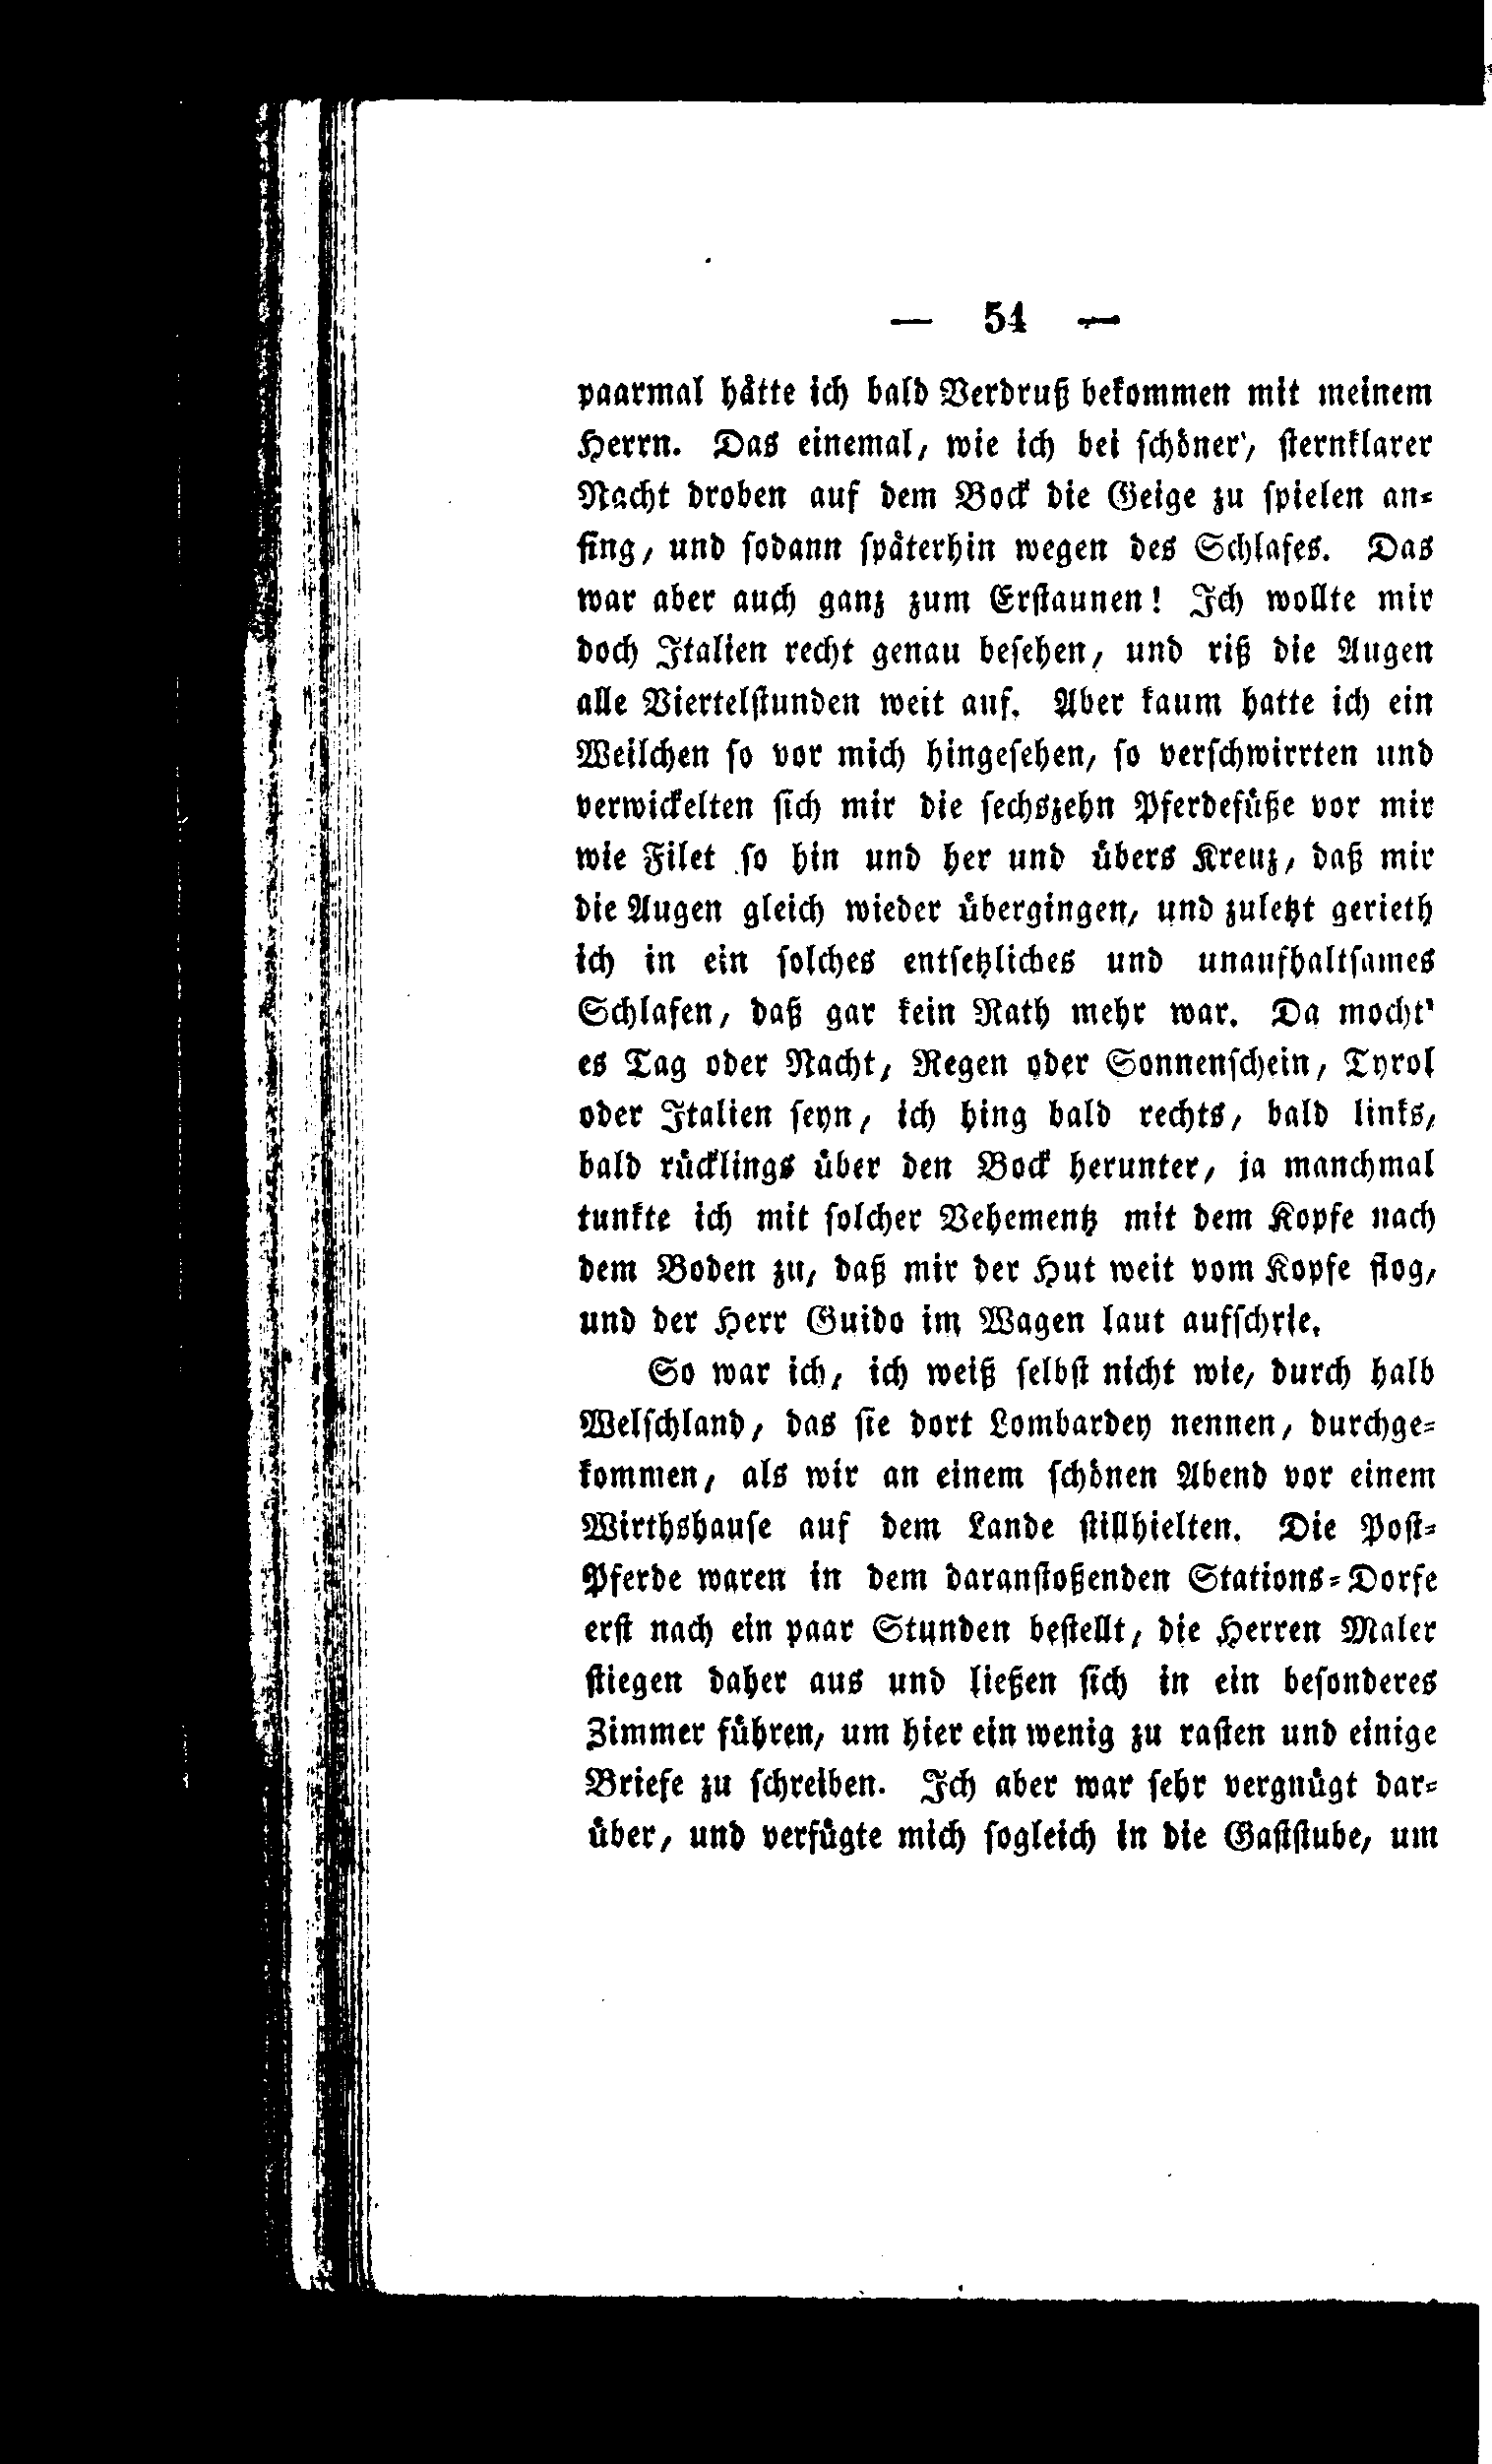 — 54 —
paarmal hätte ich bald Verdruß bekommen mit meinem
Herrn. Das einemal, wie ich bei ſchöner', ſternklarer
Nacht droben auf dem Bock die Geige zu ſpielen an⸗
fing, und ſodann ſpäterhin wegen des Schlafes. Das
war aber auch ganz zum Erſtaunen! Ich wollte mir
doch Italien recht genau beſehen, und riß die Augen
alle Viertelſtunden weit auf. Aber kaum hatte ich ein
Weilchen ſo vor mich hingeſehen, ſo verſchwirrten und
verwickelten ſich mir die ſechszehn Pferdefüße vor mir
wie Filet ſo hin und her und übers Kreuz, daß mir
die Augen gleich wieder übergingen, und zuletzt gerieth
ich in ein ſolches entſetzliches und unaufhaltſames
Schlafen, daß gar kein Rath mehr war. Da mocht'
es Tag oder Nacht, Regen oder Sonnenſchein, Tyrol
oder Italien ſeyn, ich hing bald rechts, bald links,
bald rücklings über den Bock herunter, ja manchmal
tunkte ich mit ſolcher Vehementz mit dem Kopfe nach
dem Boden zu, daß mir der Hut weit vom Kopfe flog,
und der Herr Guido im Wagen laut aufſchrie.
So war ich, ich weiß ſelbſt nicht wie, durch halb
Welſchland, das ſie dort Lombardey nennen, durchge⸗
kommen, als wir an einem ſchönen Abend vor einem
Wirthshauſe auf dem Lande ſtillhielten. Die Poſt⸗
Pferde waren in dem daranſtoßenden Stations⸗Dorfe
erſt nach ein paar Stunden beſtellt, die Herren Maler
ſtiegen daher aus und ließen ſich in ein beſonderes
Zimmer führen, um hier ein wenig zu raſten und einige
Briefe zu ſchreiben. Ich aber war ſehr vergnügt dar⸗
über, und verfügte mich ſogleich in die Gaſtſtube, um